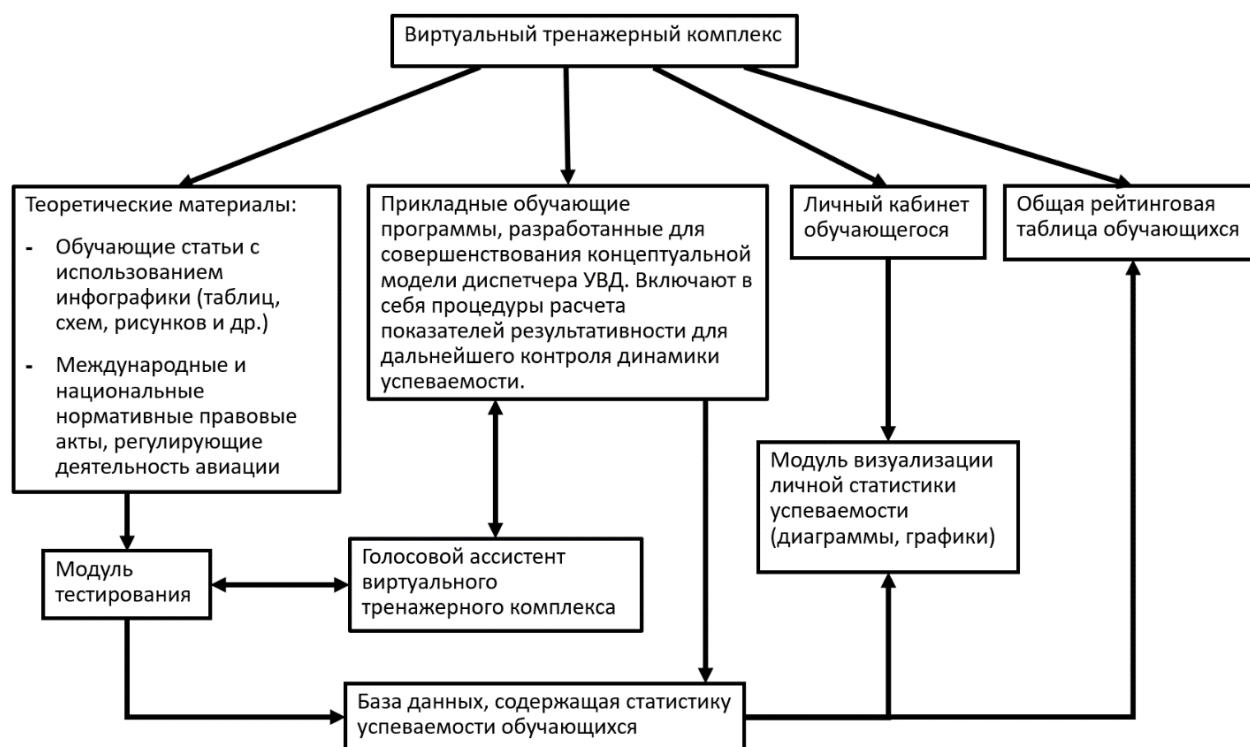 Виртуальный тренажерный комплекс
Теоретические материалы:
- Обучающие статьи с
использованием
инфографики (таблиц,
схем, рисунков и др.)
- Международные и
национальные
нормативные правовые
акты, регулирующие
деятельность авиации
Прикладные обучающие
программы, разработанные для
совершенствования концептуальной
модели диспетчера УВД. Включают в
себя процедуры расчета
показателей результативности для
дальнейшего контроля динамики
успеваемости.
Личный кабинет
обучающегося
Общая рейтинговая
таблица обучающихся
Модуль визуализации
личной статистики
успеваемости
(диаграммы, графики)
Модуль
тестирования
Голосовой ассистент
виртуального
тренажерного комплекса
База данных, содержащая статистику
успеваемости обучающихся